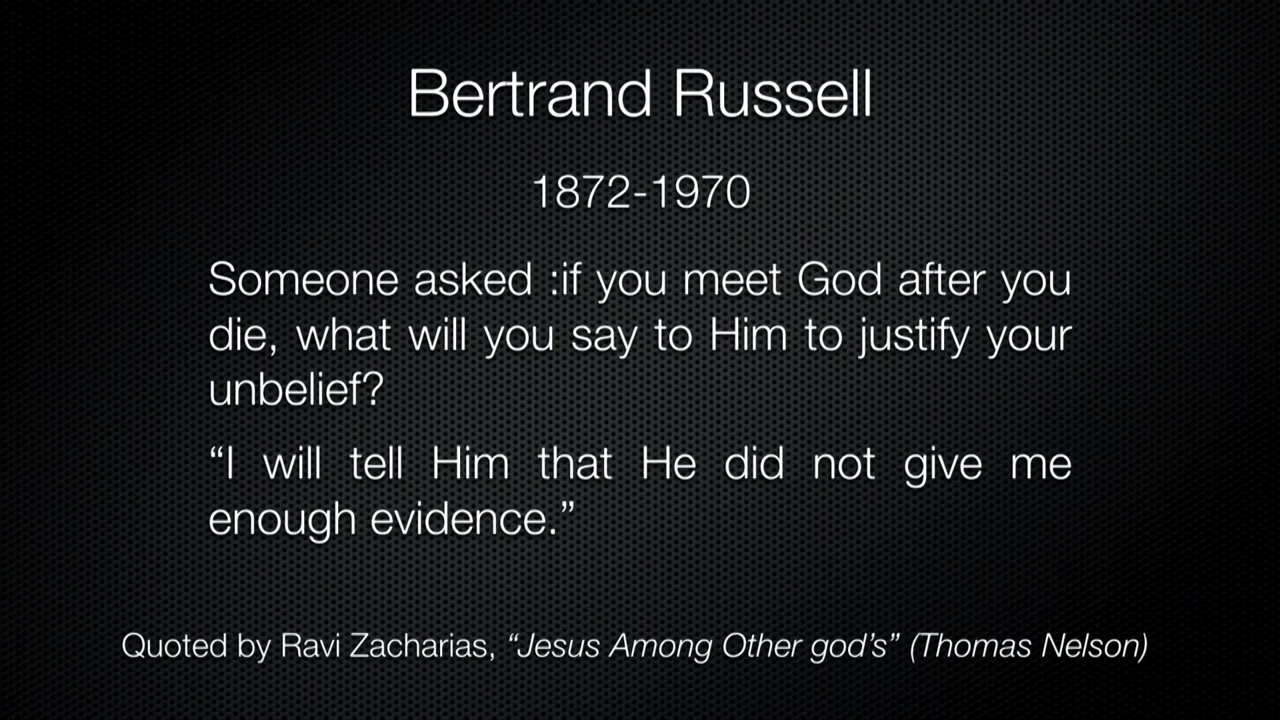 Bertrand Russell
1872-1970
Someone asked :if you meet God after you
die, what will you say to Him to justify your
unbelief?
“I will tell Him that He did not give me
enough evidence.”
Quoted by Ravi Zacharias, “Jesus Among Other god’s” (Thomas Nelson)